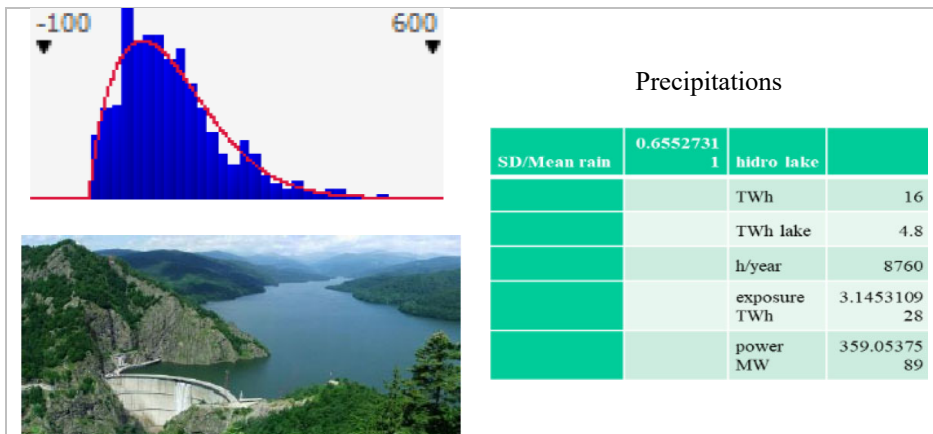 -100 600
Precipitations
SD/Mean rain 0.6552731
1 hidro lake
TWh 16
TWh lake 4.8
h/year 8760
exposure
TWh 3.1453109
28
power
MW 359.05375
89